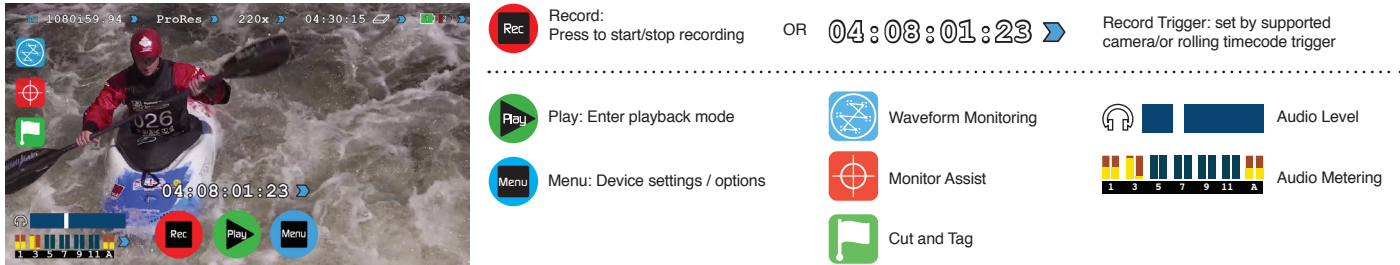 1080i59.94 ProRes 220x 04:30:15
026
04:08:01:23
Rec Play Menu
1 3 5 7 9 11 A
Rec
Record:
Press to start/stop recording
OR
04:08:01:23
Record Trigger: set by supported
camera/or rolling timecode trigger
Play
Play: Enter playback mode
Menu
Menu: Device settings / options
Waveform Monitoring
Monitor Assist
Cut and Tag
Audio Level
1 3 5 7 9 11 A
Audio Metering